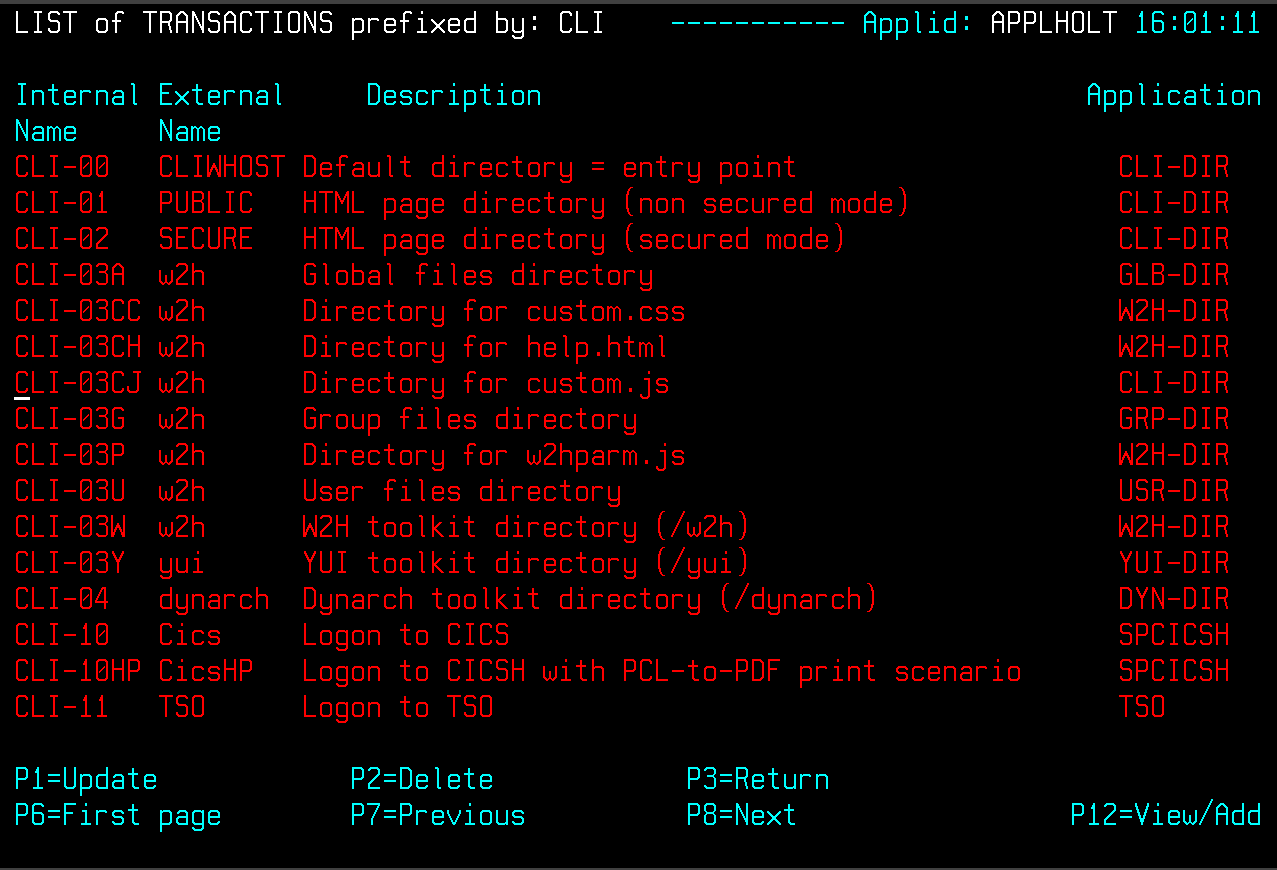 LIST of TRANSACTIONS prefixed by: CLI    ----------- Applid: APPLHOLT 16:01:11
Internal External     Description                                  Application
Name     Name
CLI-00   CLIWHOST Default directory = entry point                    CLI-DIR
CLI-01   PUBLIC   HTML page directory (non secured mode)             CLI-DIR
CLI-02   SECURE   HTML page directory (secured mode)                 CLI-DIR
CLI-03A  w2h      Global files directory                             GLB-DIR
CLI-03CC w2h      Directory for custom.css                           W2H-DIR
CLI-03CH w2h      Directory for help.html                            W2H-DIR
CLI-03CJ w2h      Directory for custom.js                            CLI-DIR
CLI-03G  w2h      Group files directory                              GRP-DIR
CLI-03P  w2h      Directory for w2hparm.js                           W2H-DIR
CLI-03U  w2h      User files directory                               USR-DIR
CLI-03W  w2h      W2H toolkit directory (/w2h)                       W2H-DIR
CLI-03Y  yui      YUI toolkit directory (/yui)                       YUI-DIR
CLI-04   dynarch  Dynarch toolkit directory (/dynarch)               DYN-DIR
CLI-10   Cics     Logon to CICS                                      SPCICSH
CLI-10HP CicsHP   Logon to CICSH with PCL-to-PDF print scenario      SPCICSH
CLI-11   TSO      Logon to TSO                                       TSO
P1=Update            P2=Delete            P3=Return
P6=First page        P7=Previous          P8=Next                 P12=View/Add